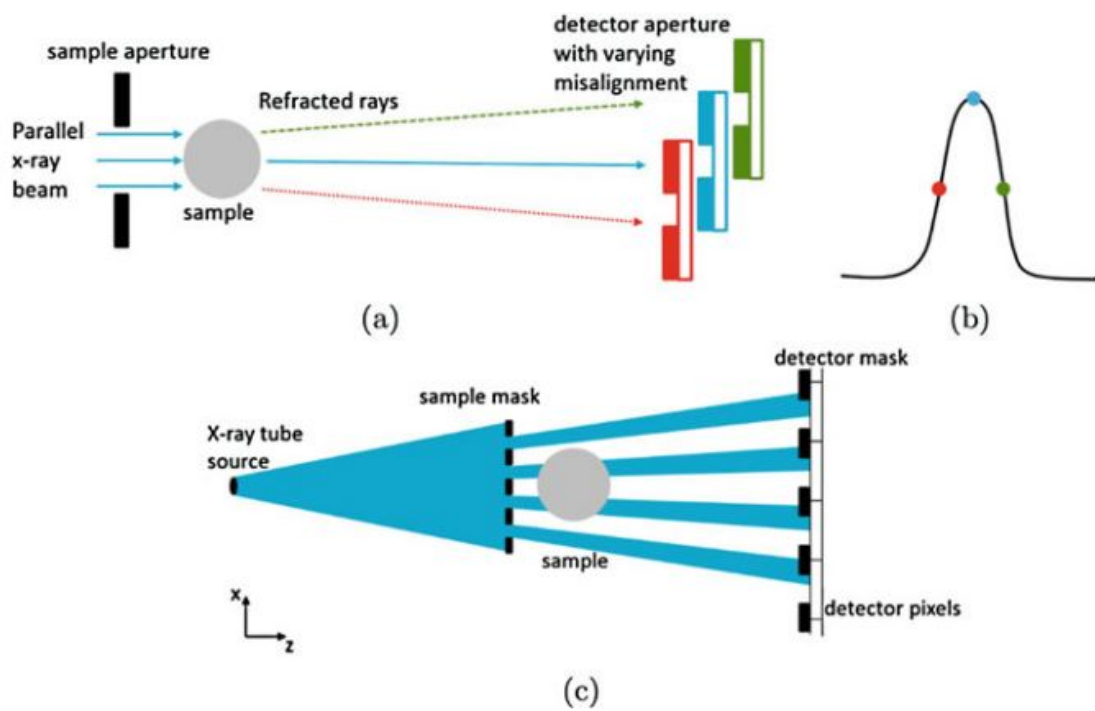 sample aperture
Parallel
x-ray
beam
sample
Refracted rays
detector aperture
with varying
misalignment
(a)
(b)
X-ray tube
source
sample mask
sample
detector mask
detector pixels
x
z
(c)